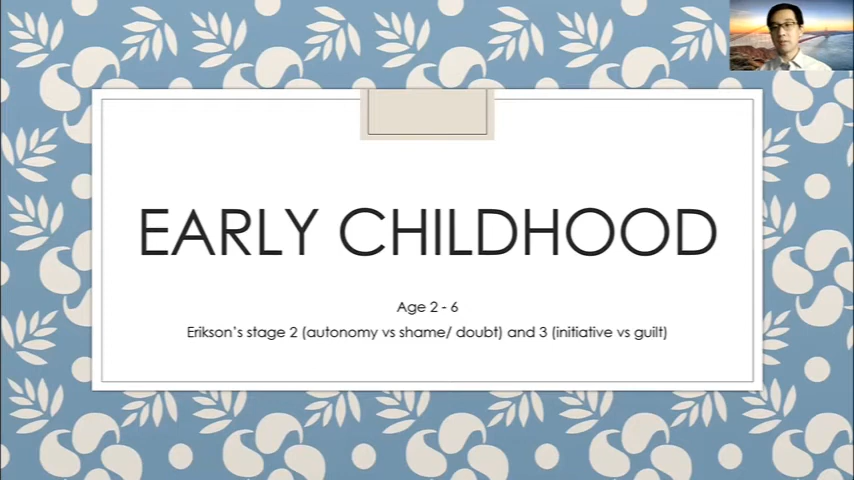 EARLY CHILDHOOD
Age 2 - 6
Erikson's stage 2 (autonomy vs shame/ doubt) and 3 (initiative vs guilt)